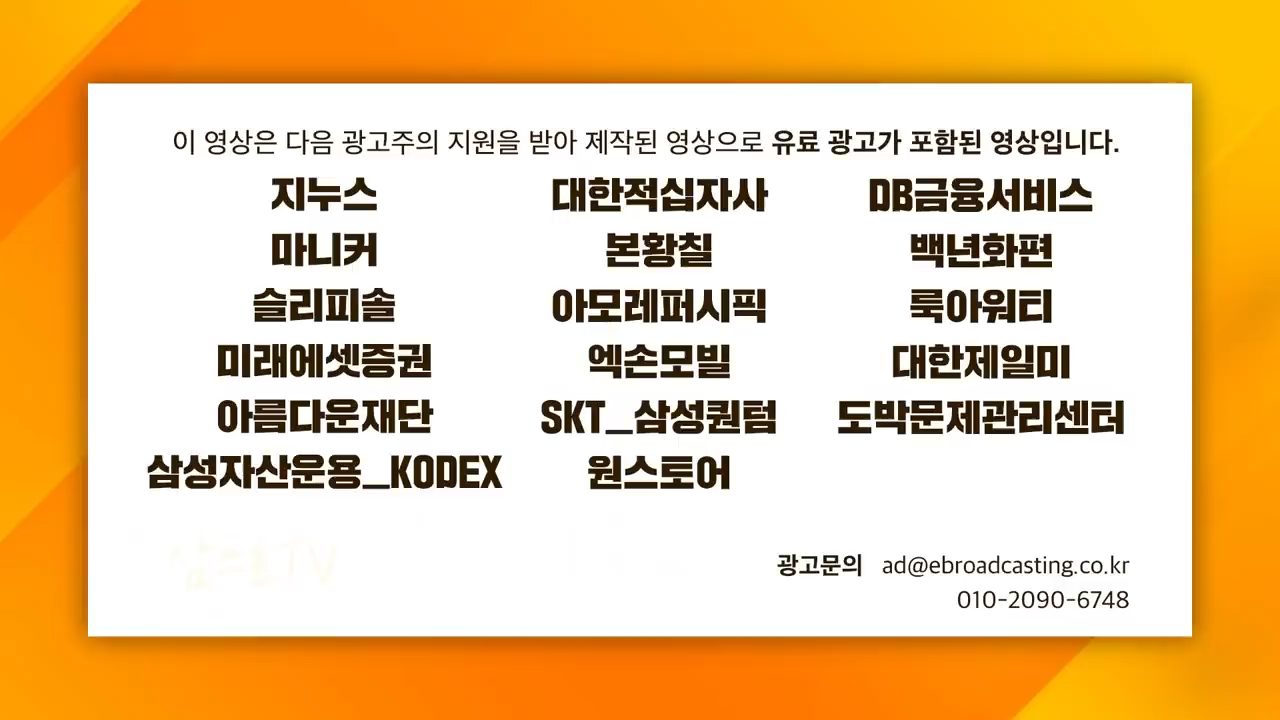 이 영상은 다음 광고주의 지원을 받아 제작된 영상으로 유료 광고가 포함된 영상입니다.
지누스 대한적십자사 DB금융서비스
마니커 본황칠 백년화편
슬리피솔 아모레퍼시픽 룩아워티
미래에셋증권 엑손모빌 대한제일미
아름다운재단 SKT_삼성퀀텀 도박문제관리센터
삼성자산운용_KODEX 원스토어
광고문의 ad@ebroadcasting.co.kr
010-2090-6748